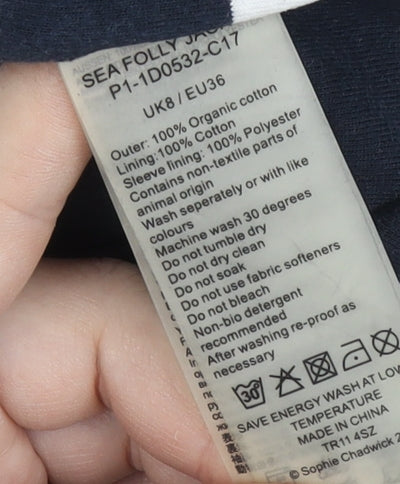 SEA FOLLY
P1-1D0532-C17
UK8 / EU36
Outer: 100% Organic cotton
Lining:100% Cotton
Sleeve lining: 100% Polyester
Contains non-textile parts of
animal origin
Wash seperately or with like
colours
Machine wash 30 degrees
Do not tumble dry
Do not dry clean
Do not soak
Do not use fabric softeners
Do not bleach
Non-bio detergent
recommended
After washing re-proof as
necessary
30°
SAVE ENERGY WASH AT LOW
TEMPERATURE
MADE IN CHINA
TR11 4SZ
© Sophie Chadwick